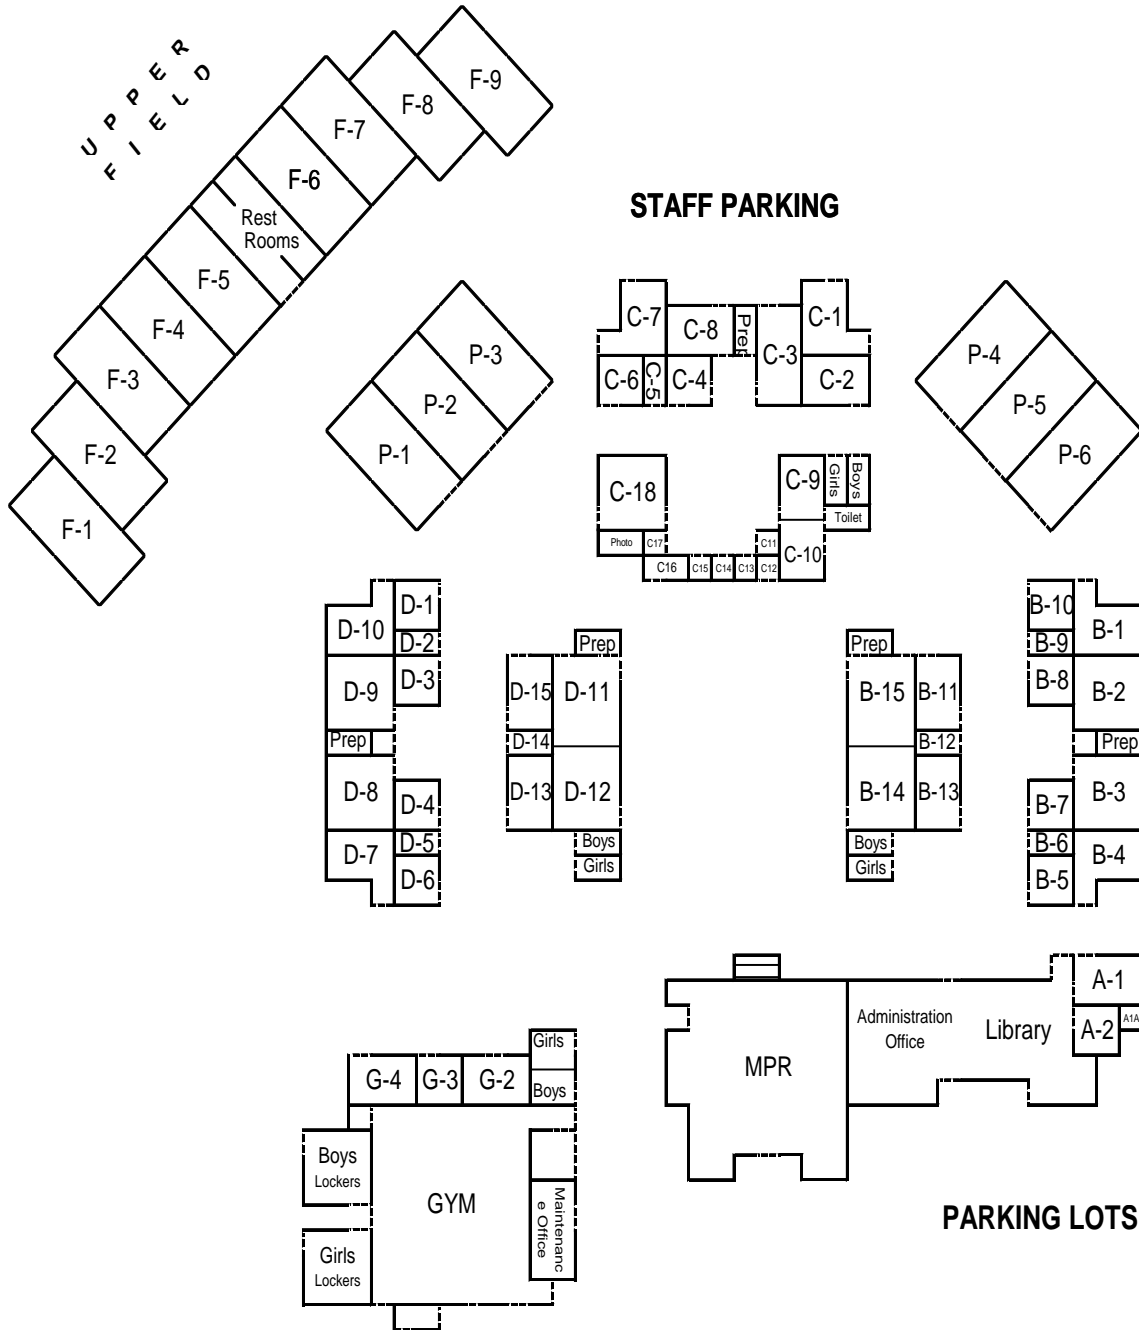 UPPER
FIELD
F-9
F-8
F-7
F-6
Rest
Rooms
F-5
F-4
F-3
F-2
F-1
STAFF PARKING
P-3
P-2
P-1
C-7
C-8
Prep
C-3
C-1
C-6
C-5
C-4
C-2
P-4
P-5
P-6
C-18
C-9
Girls
Boys
Toilet
Photo
C17
C11
C-10
C16
C15
C14
C13
C12
D-1
D-10
D-2
D-9
D-3
Prep
D-8
D-4
D-7
D-5
D-6
Prep
D-15
D-11
D-14
D-13
D-12
Boys
Girls
Prep
B-15
B-11
B-12
B-14
B-13
Boys
Girls
B-10
B-1
B-9
B-8
B-2
Prep
B-7
B-3
B-6
B-4
B-5
A-1
A1A
A-2
Administration
Office
Library
MPR
Girls
Boys
G-4
G-3
G-2
Boys
Lockers
GYM
Maintenanc
e Office
Girls
Lockers
PARKING LOTS